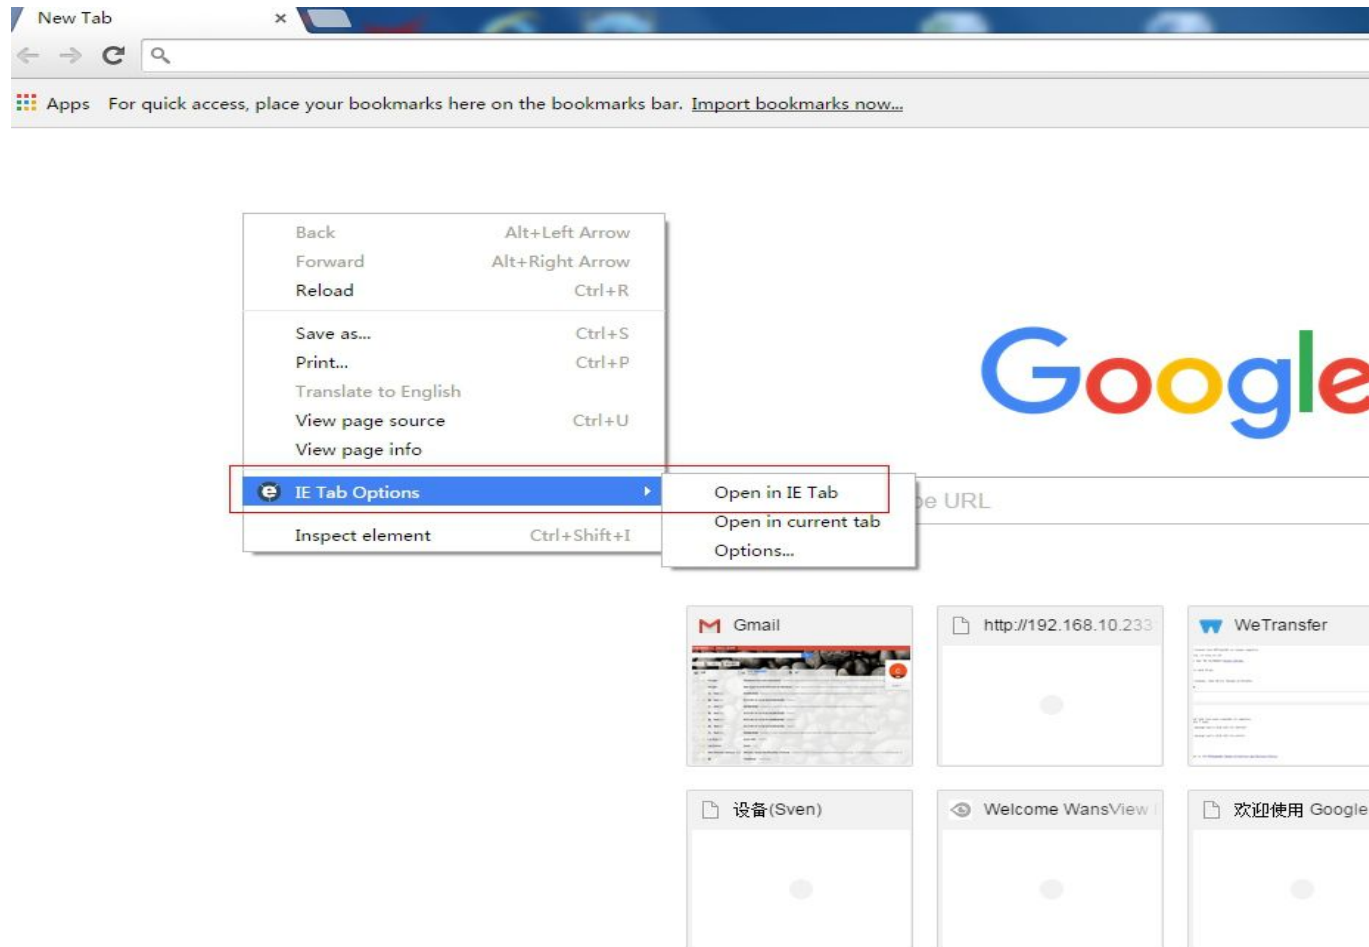 New Tab
Apps For quick access, place your bookmarks here on the bookmarks bar. Import bookmarks now...
Back Alt+Left Arrow
Forward Alt+Right Arrow
Reload Ctrl+R
Save as... Ctrl+S
Print... Ctrl+P
Translate to English
View page source Ctrl+U
View page info
IE Tab Options
Open in IE Tab
Inspect element Ctrl+Shift+I
Open in current tab
Options...
Google
URL
Gmail
http://192.168.10.233
WeTransfer
设备(Sven)
Welcome WansView
欢迎使用 Google